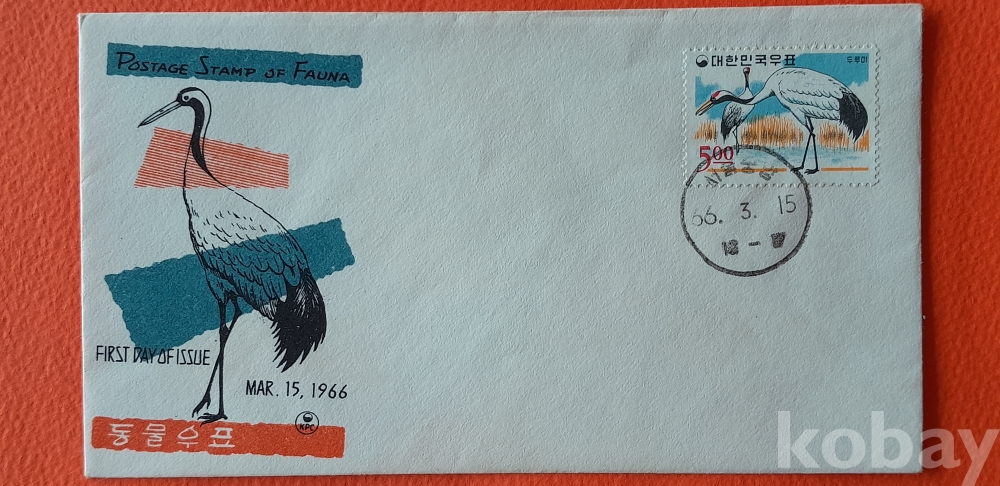 POSTAGE STAMP OF FAUNA
대한민국우표
두루미
5.00
66. 3. 15
FIRST DAY OF ISSUE
MAR. 15, 1966
KPC
동물우표
kobay